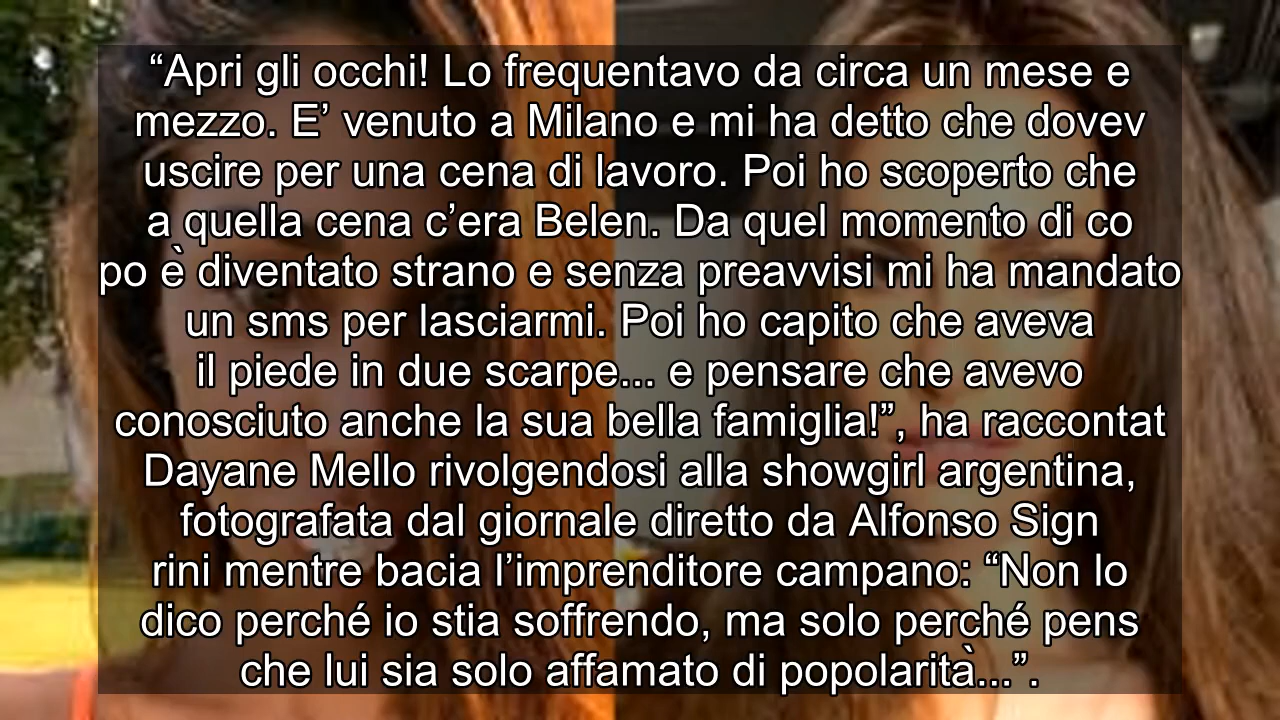 “Apri gli occhi! Lo frequentavo da circa un mese e
mezzo. E’ venuto a Milano e mi ha detto che dovev
uscire per una cena di lavoro. Poi ho scoperto che
a quella cena c’era Belen. Da quel momento di co
po è diventato strano e senza preavvisi mi ha mandato
un sms per lasciarmi. Poi ho capito che aveva
il piede in due scarpe... e pensare che avevo
conosciuto anche la sua bella famiglia!”, ha raccontat
Dayane Mello rivolgendosi alla showgirl argentina,
fotografata dal giornale diretto da Alfonso Sign
rini mentre bacia l’imprenditore campano: “Non lo
dico perché io stia soffrendo, ma solo perché pens
che lui sia solo affamato di popolarità...”.